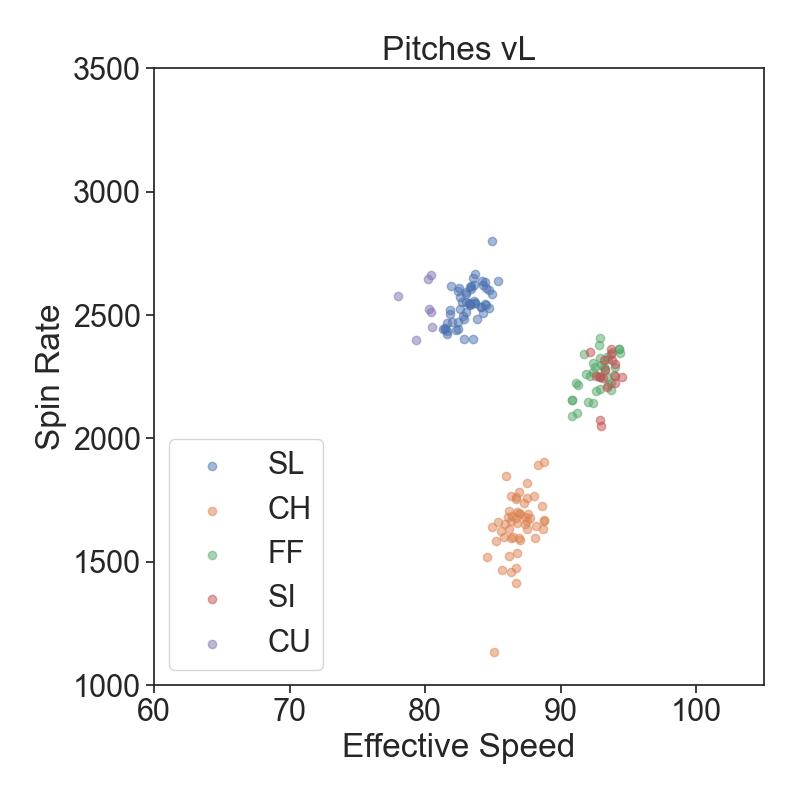 Pitches vL
3500
3000
2500
2000
1500
1000
Spin Rate
SL
CH
FF
SI
CU
60 70 80 90 100
Effective Speed